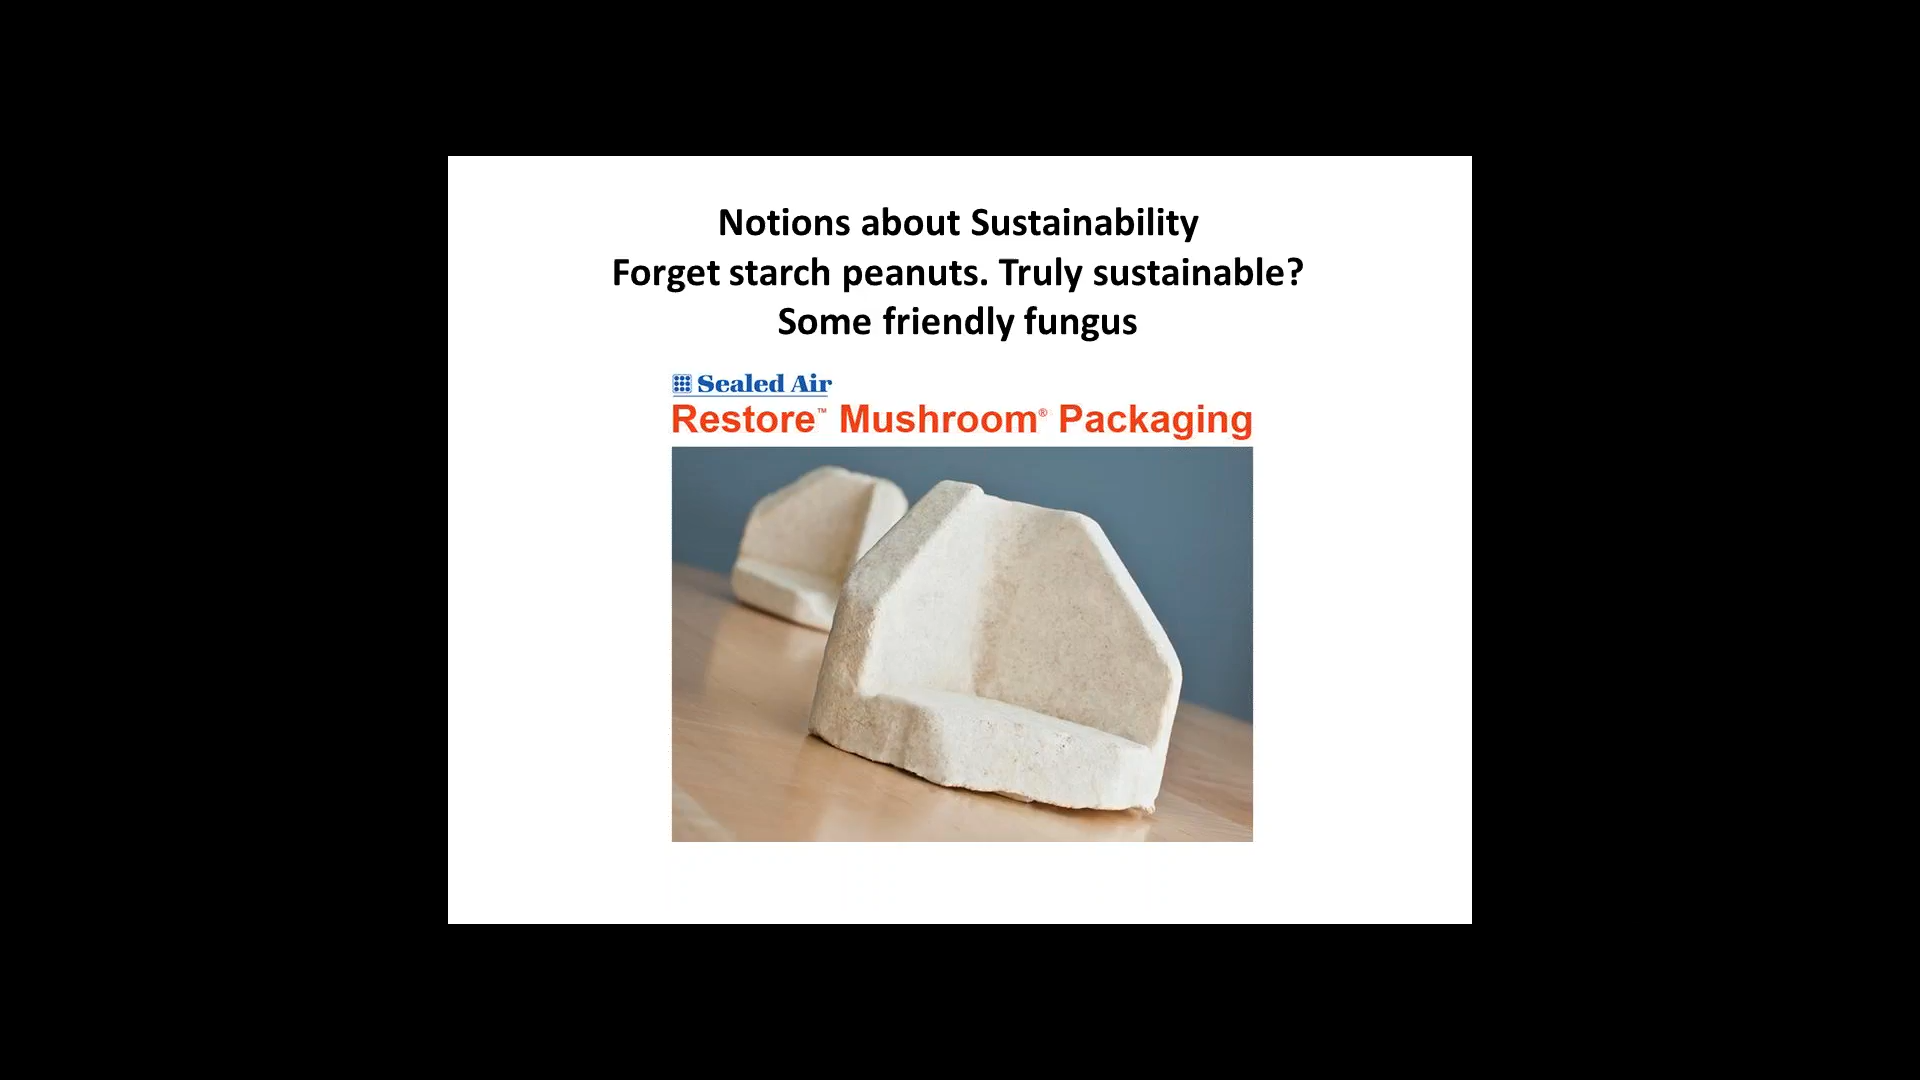 Notions about Sustainability
Forget starch peanuts. Truly sustainable?
Some friendly fungus
Sealed Air
Restore™ Mushroom® Packaging